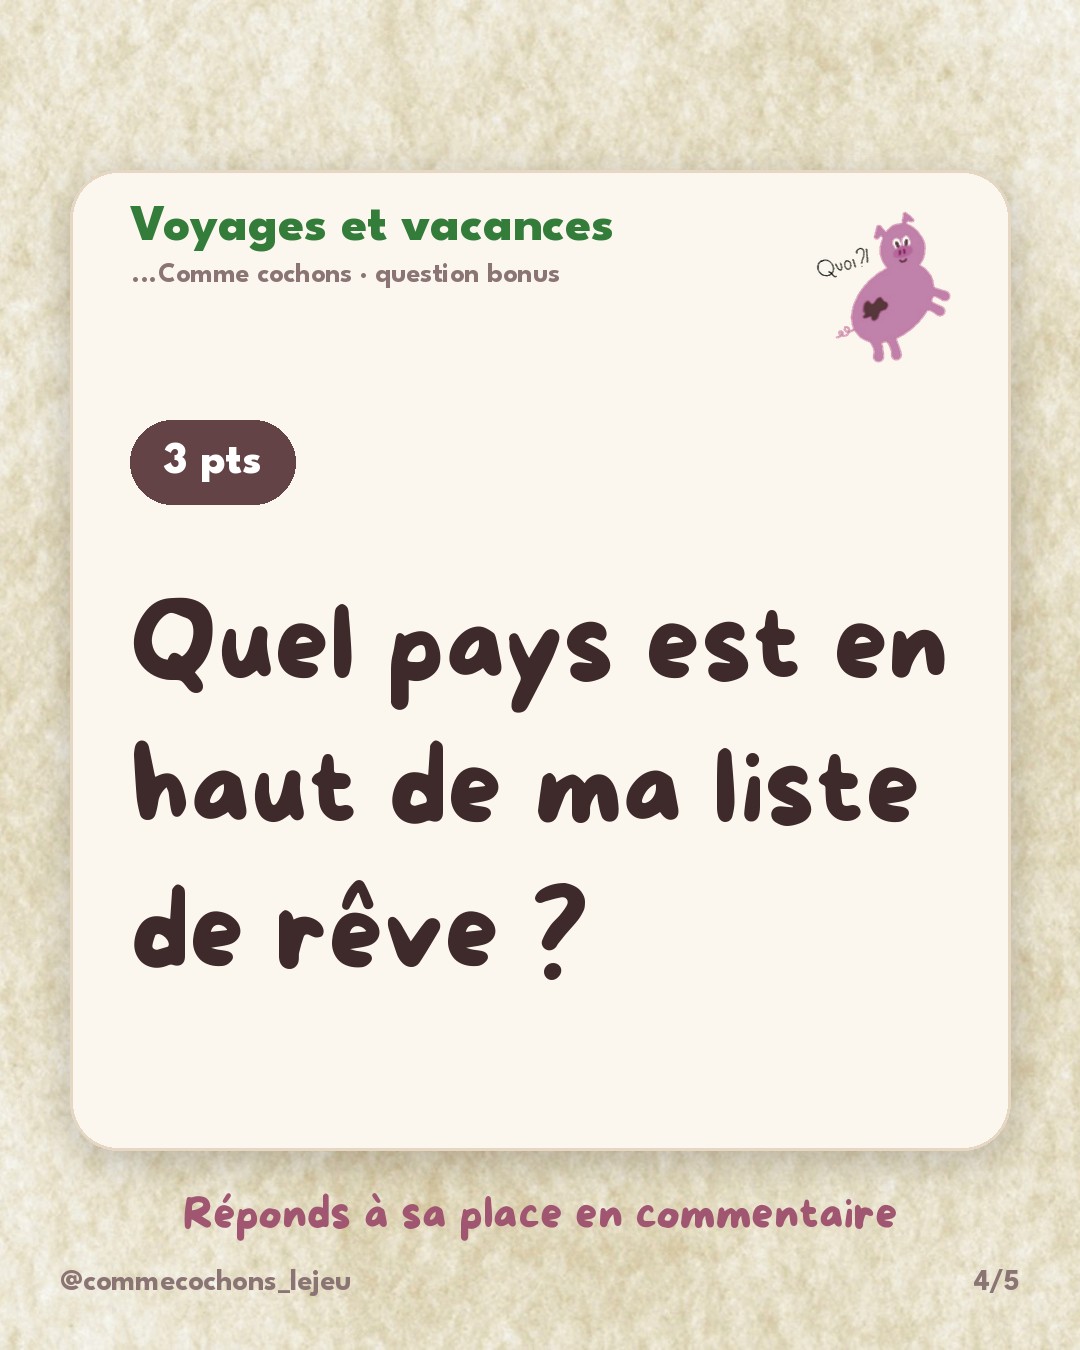 Voyages et vacances
...Comme cochons · question bonus
Quoi?!
3 pts
Quel pays est en
haut de ma liste
de rêve ?
Réponds à sa place en commentaire
@commecochons_lejeu
4/5